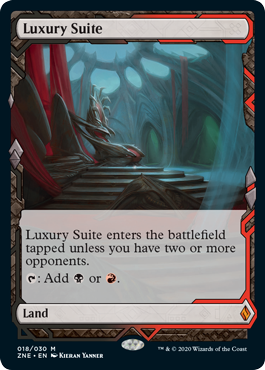 Luxury Suite
Luxury Suite enters the battlefield
tapped unless you have two or more
opponents.
: Add or .
Land
018/030 M
ZNE • EN KIERAN YANNER
™ & © 2020 Wizards of the Coast